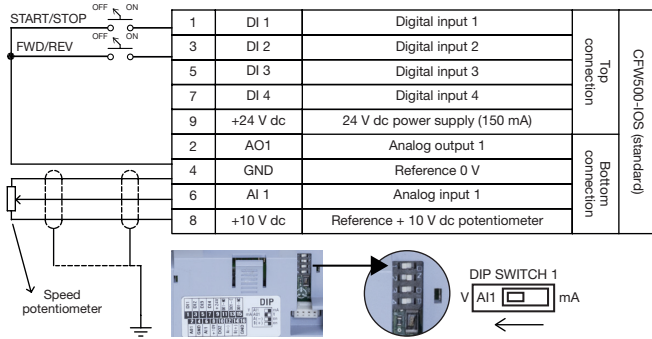 OFF ON
START/STOP
OFF ON
FWD/REV
1 DI 1 Digital input 1
3 DI 2 Digital input 2
5 DI 3 Digital input 3
7 DI 4 Digital input 4
9 +24 V dc 24 V dc power supply (150 mA)
Top
connection
2 AO1 Analog output 1
4 GND Reference 0 V
6 AI 1 Analog input 1
8 +10 V dc Reference + 10 V dc potentiometer
Bottom
connection
CFW500-IOS (standard)
Speed
potentiometer
DIP
DIP SWITCH 1
V AI1 mA